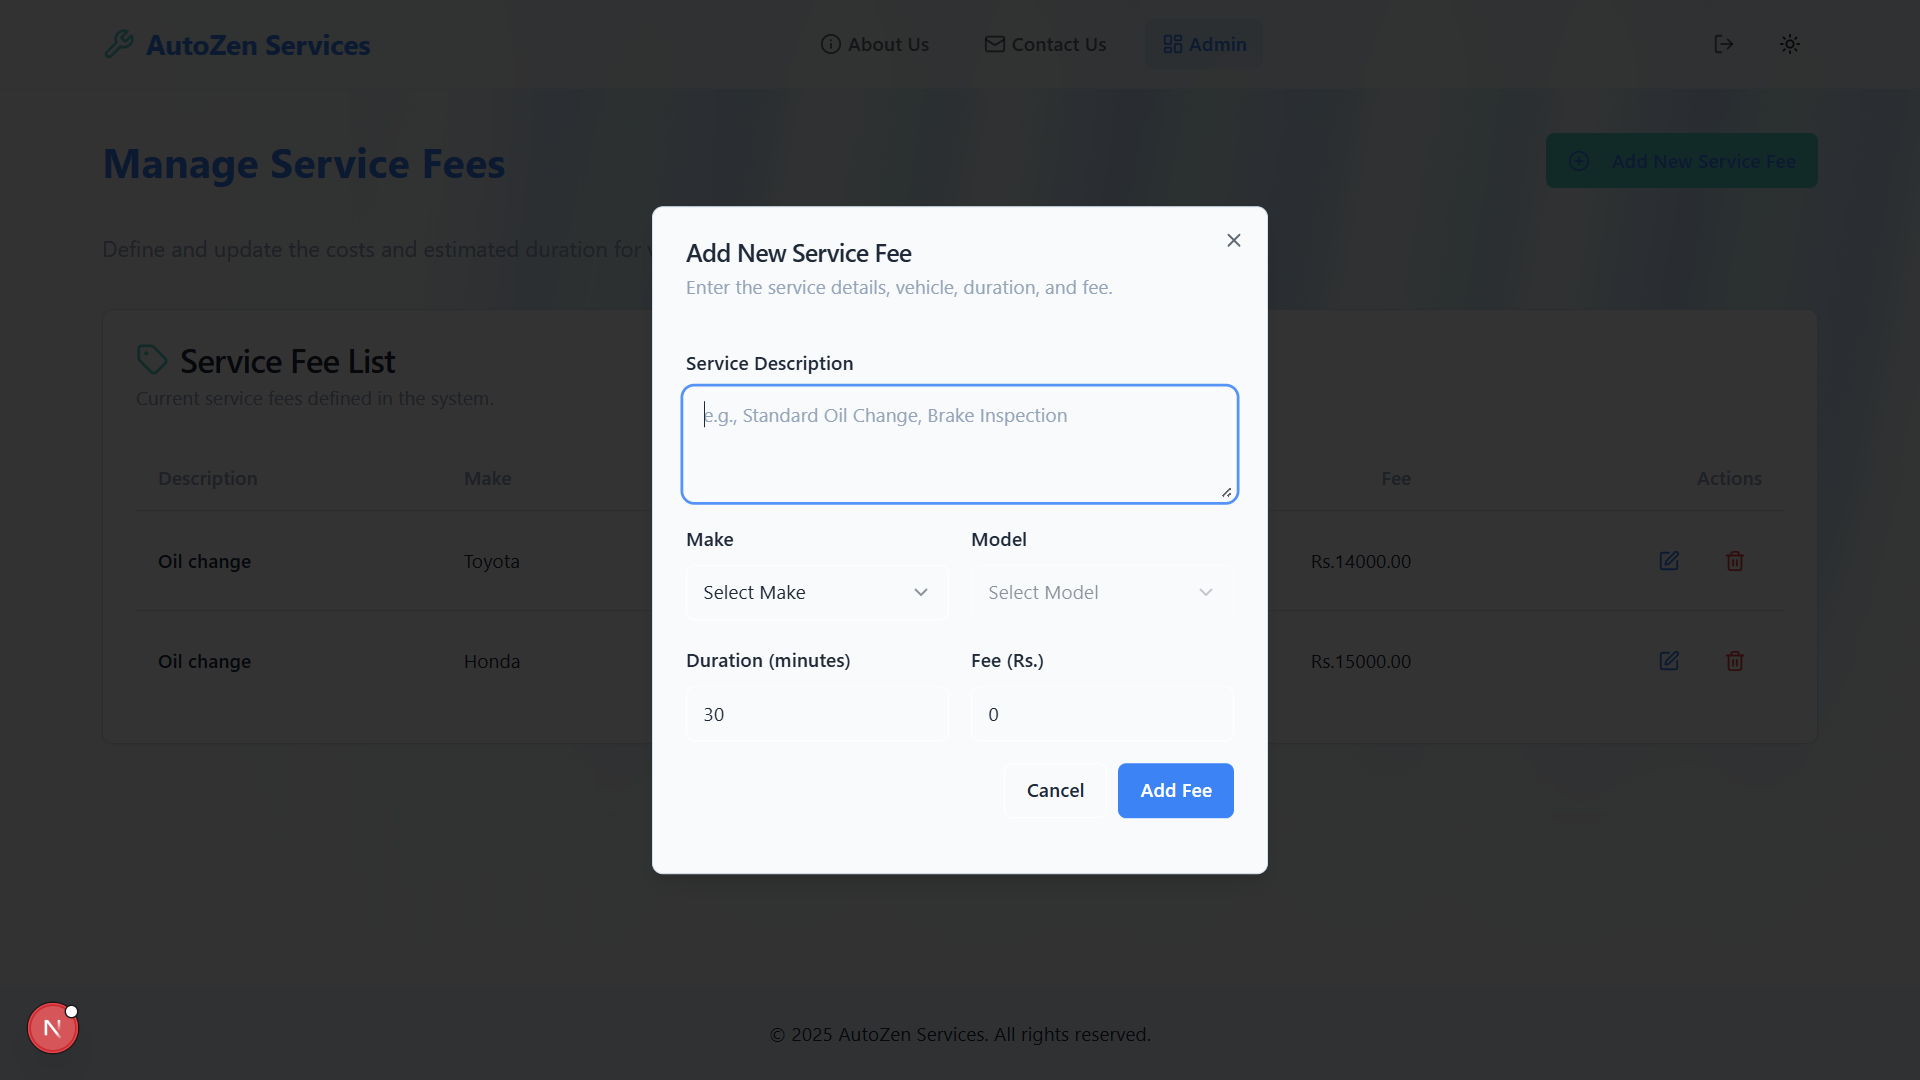 AutoZen Services
About Us
Contact Us
Admin
Manage Service Fees
Add New Service Fee
Define and update the costs and estimated duration for
Service Fee List
Current service fees defined in the system.
Description Make Fee Actions
Oil change Toyota Rs.14000.00
Oil change Honda Rs.15000.00
Add New Service Fee
Enter the service details, vehicle, duration, and fee.
Service Description
e.g., Standard Oil Change, Brake Inspection
Make Model
Select Make Select Model
Duration (minutes) Fee (Rs.)
30 0
Cancel Add Fee
N
© 2025 AutoZen Services. All rights reserved.